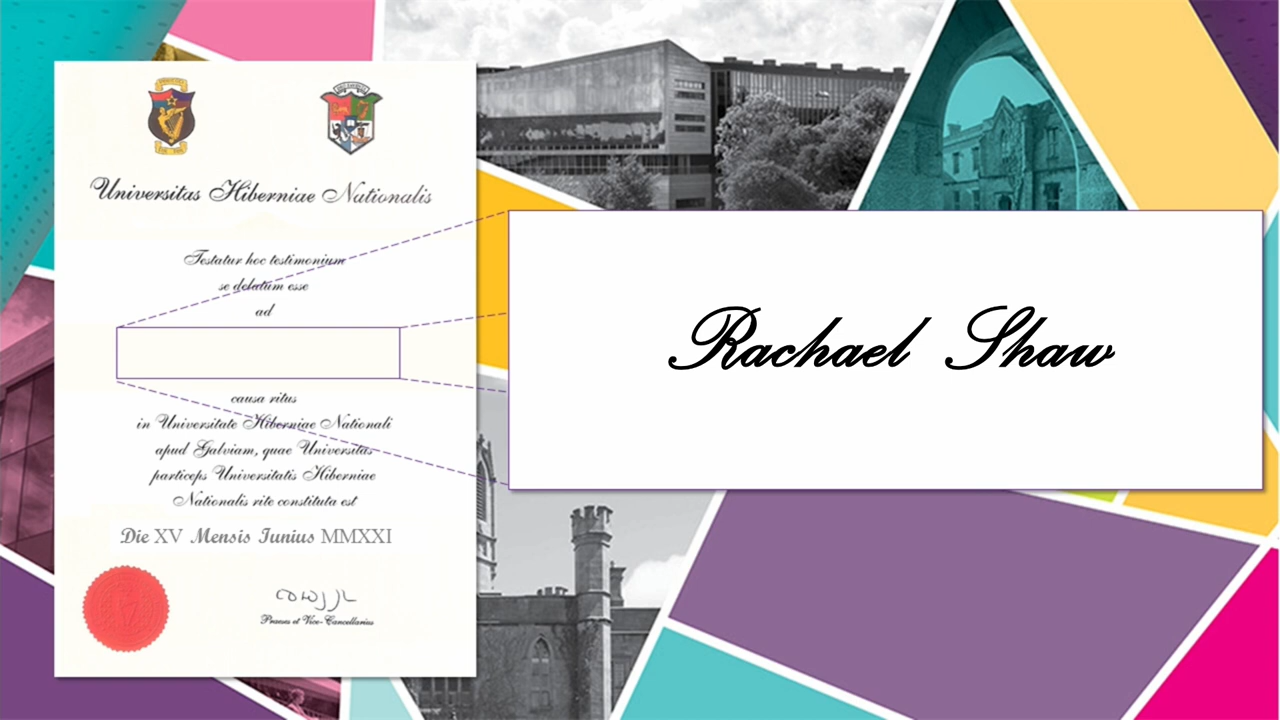 Universitas Hiberniae Nationalis
Testatur hoc testimonium
se delatum esse
ad
causa ritus
in Universitate Hiberniae Nationali
apud Galviam, quae Universitas
particeps Universitatis Hiberniae
Nationalis rite constituta est
Die XV Mensis Iunius MMXXI
Praeses et Vice-Cancellarius
Rachael Shaw